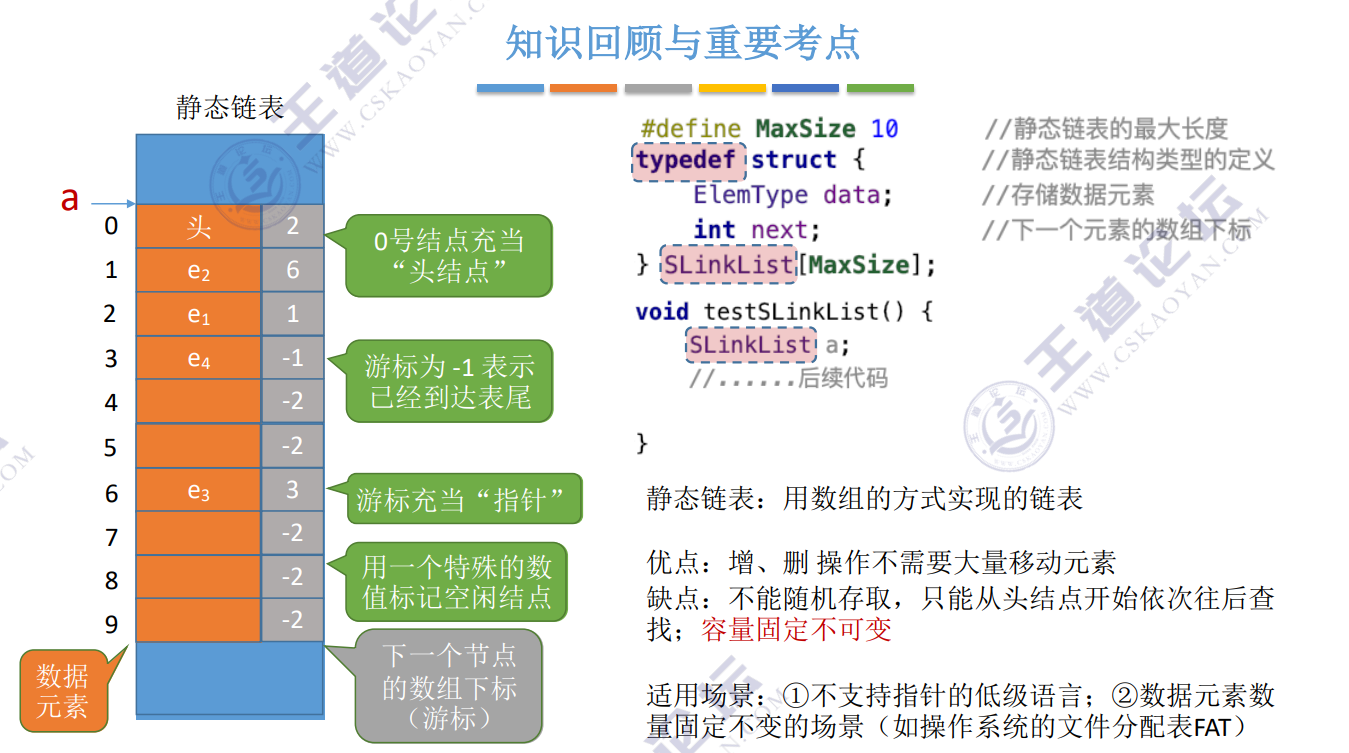 知识回顾与重要考点
静态链表
a
0 头 2
1 e₂ 6
2 e₁ 1
3 e₄ -1
4 -2
5 -2
6 e₃ 3
7 -2
8 -2
9 -2
0号结点充当
“头结点”
游标为 -1 表示
已经到达表尾
游标充当“指针”
用一个特殊的数
值标记空闲结点
下一个节点
的数组下标
（游标）
数据
元素
#define MaxSize 10 //静态链表的最大长度
typedef struct { //静态链表结构类型的定义
ElemType data; //存储数据元素
int next; //下一个元素的数组下标
} SLinkList[MaxSize];
void testSLinkList() {
SLinkList a;
//......后续代码
}
静态链表：用数组的方式实现的链表
优点：增、删 操作不需要大量移动元素
缺点：不能随机存取，只能从头结点开始依次往后查
找；容量固定不可变
适用场景：①不支持指针的低级语言；②数据元素数
量固定不变的场景（如操作系统的文件分配表FAT）
王道论坛
WWW.CSKAOYAN.COM